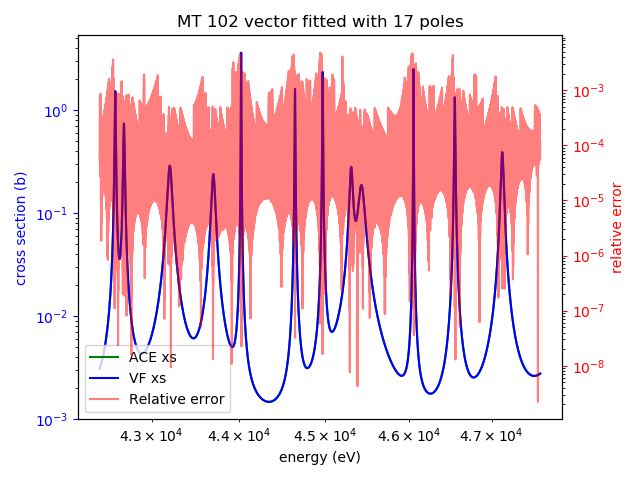 MT 102 vector fitted with 17 poles
10⁰
10⁻¹
10⁻²
10⁻³
cross section (b)
10⁻³
10⁻⁴
10⁻⁵
10⁻⁶
10⁻⁷
10⁻⁸
relative error
ACE xs
VF xs
Relative error
4.3 × 10⁴ 4.4 × 10⁴ 4.5 × 10⁴ 4.6 × 10⁴ 4.7 × 10⁴
energy (eV)